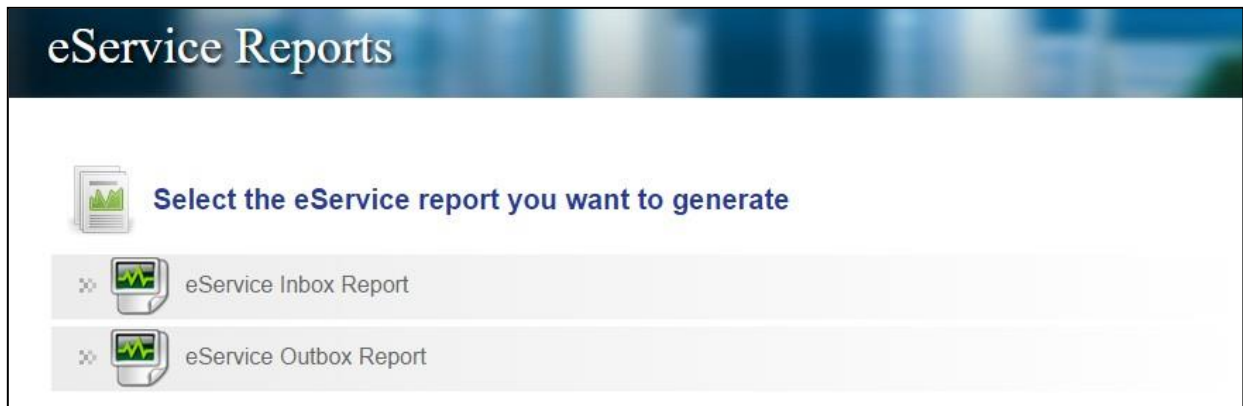 eService Reports
Select the eService report you want to generate
eService Inbox Report
eService Outbox Report